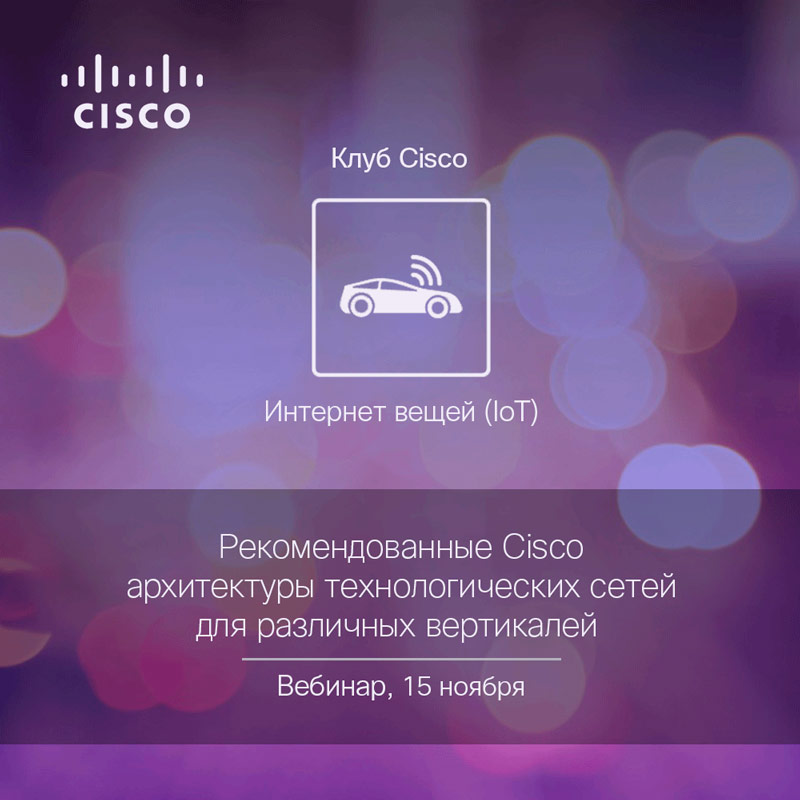 CISCO
Клуб Cisco
Интернет вещей (IoT)
Рекомендованные Cisco
архитектуры технологических сетей
для различных вертикалей
Вебинар, 15 ноября